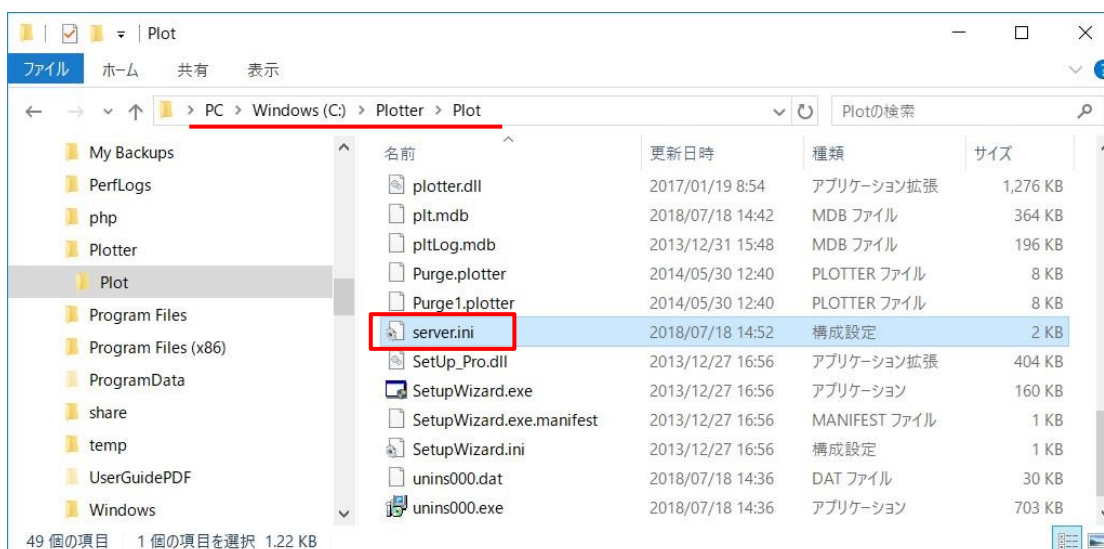 Plot
ファイル ホーム 共有 表示
PC > Windows (C:) > Plotter > Plot Plotの検索
My Backups
PerfLogs
php
Plotter
Plot
Program Files
Program Files (x86)
ProgramData
share
temp
UserGuidePDF
Windows
名前 更新日時 種類 サイズ
plotter.dll 2017/01/19 8:54 アプリケーション拡張 1,276 KB
plt.mdb 2018/07/18 14:42 MDB ファイル 364 KB
pltLog.mdb 2013/12/31 15:48 MDB ファイル 196 KB
Purge.plotter 2014/05/30 12:40 PLOTTER ファイル 8 KB
Purge1.plotter 2014/05/30 12:40 PLOTTER ファイル 8 KB
server.ini 2018/07/18 14:52 構成設定 2 KB
SetUp_Pro.dll 2013/12/27 16:56 アプリケーション拡張 404 KB
SetupWizard.exe 2013/12/27 16:56 アプリケーション 160 KB
SetupWizard.exe.manifest 2013/12/27 16:56 MANIFEST ファイル 1 KB
SetupWizard.ini 2013/12/27 16:56 構成設定 1 KB
unins000.dat 2018/07/18 14:36 DAT ファイル 30 KB
unins000.exe 2018/07/18 14:36 アプリケーション 703 KB
49 個の項目 1 個の項目を選択 1.22 KB